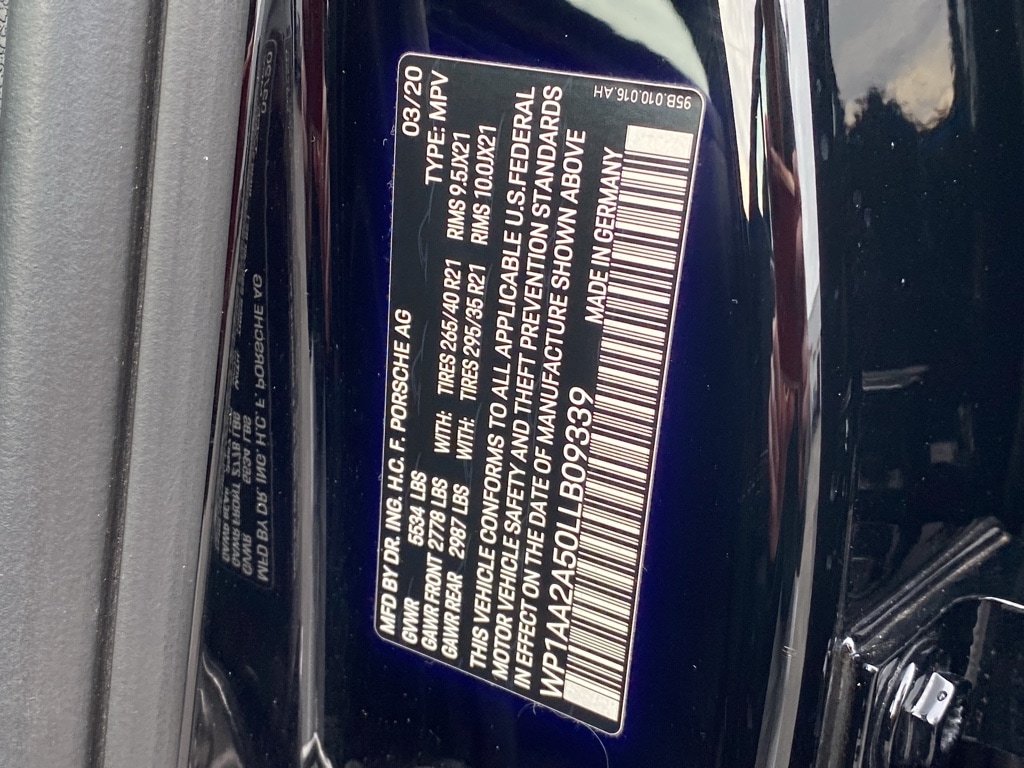 MFD BY DR. ING. H.C. F. PORSCHE AG 03/20
GVWR 5534 LBS TYPE: MPV
GAWR FRONT 2778 LBS WITH: TIRES 265/40 R21 RIMS 9.5JX21
GAWR REAR 2987 LBS WITH: TIRES 295/35 R21 RIMS 10.0JX21
THIS VEHICLE CONFORMS TO ALL APPLICABLE U.S.FEDERAL
MOTOR VEHICLE SAFETY AND THEFT PREVENTION STANDARDS
IN EFFECT ON THE DATE OF MANUFACTURE SHOWN ABOVE
WP1AA2A50LLB09339 MADE IN GERMANY
95B.010.016.AH